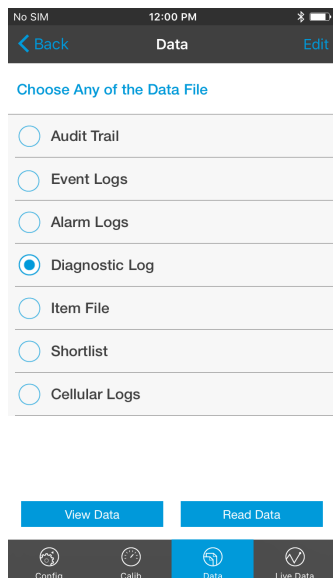 No SIM 12:00 PM
Back Data Edit
Choose Any of the Data File
Audit Trail
Event Logs
Alarm Logs
Diagnostic Log
Item File
Shortlist
Cellular Logs
View Data Read Data
Config Calib Data Live Data